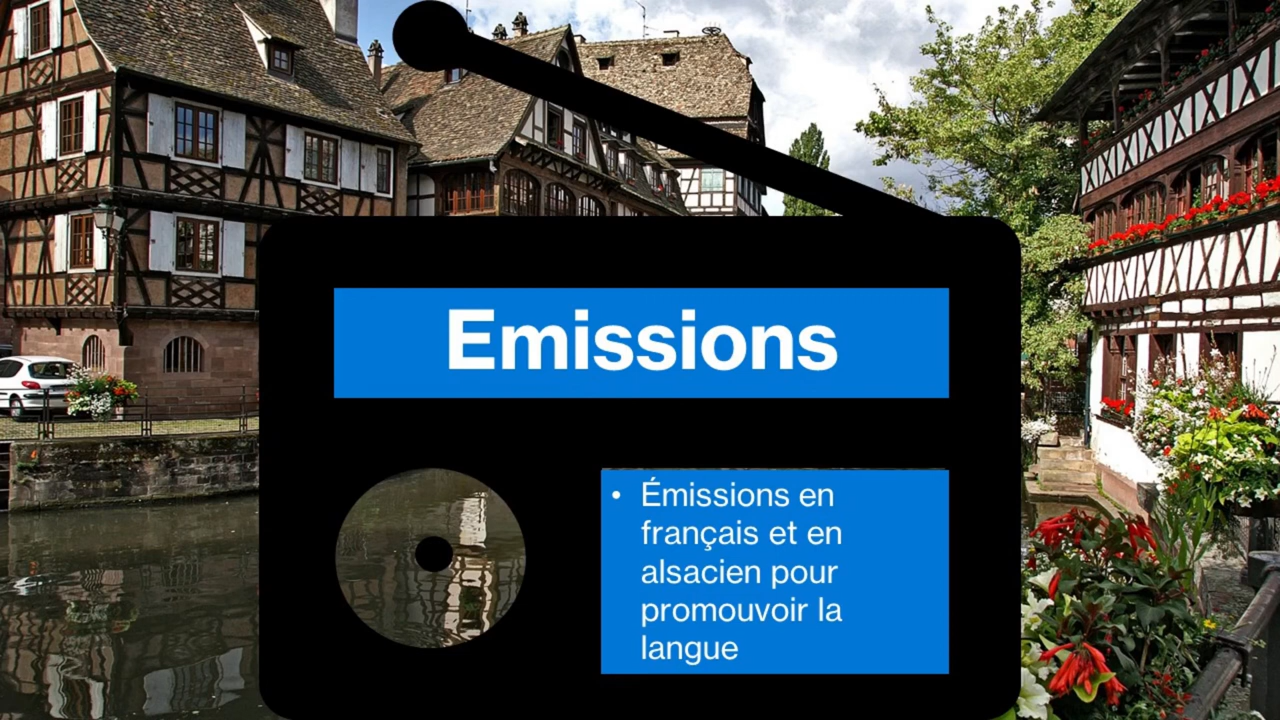 Emissions
• Émissions en
français et en
alsacien pour
promouvoir la
langue